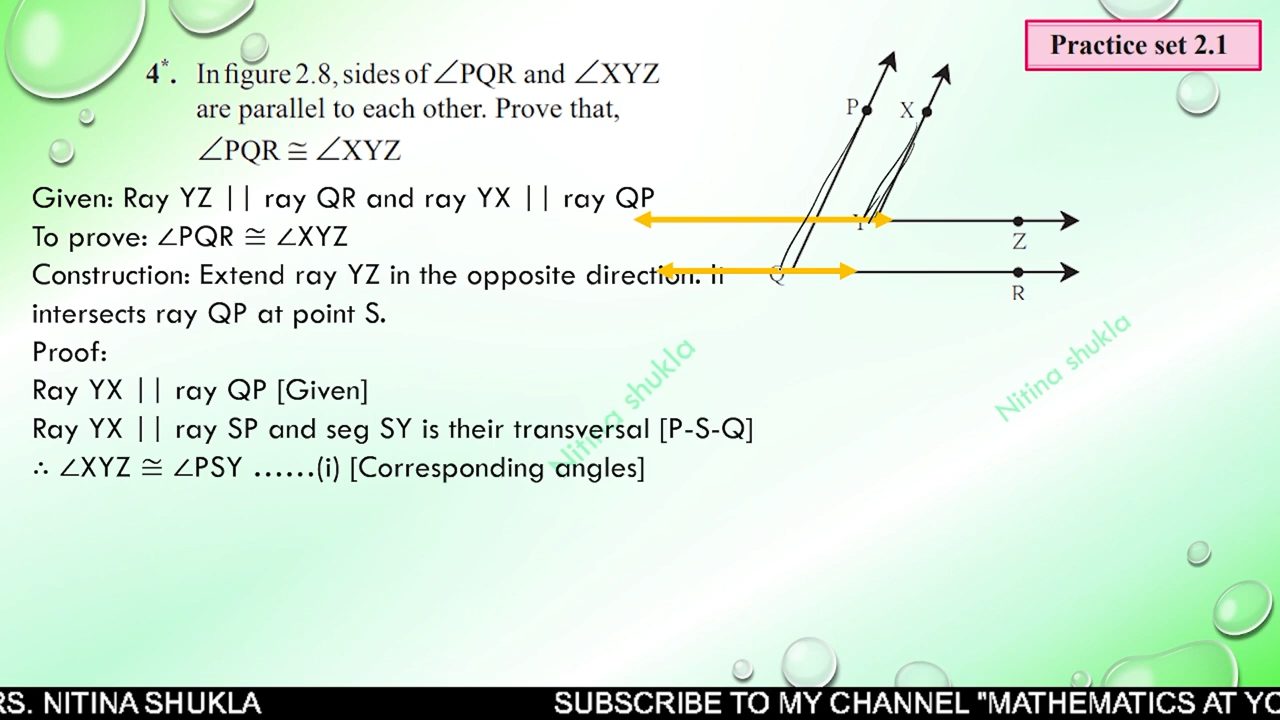 Practice set 2.1
4*. In figure 2.8, sides of ∠PQR and ∠XYZ
are parallel to each other. Prove that,
∠PQR ≅ ∠XYZ
P X
Y
Z
Q
R
Given: Ray YZ || ray QR and ray YX || ray QP
To prove: ∠PQR ≅ ∠XYZ
Construction: Extend ray YZ in the opposite direction. It
intersects ray QP at point S.
Proof:
Ray YX || ray QP [Given]
Ray YX || ray SP and seg SY is their transversal [P-S-Q]
∴ ∠XYZ ≅ ∠PSY ……(i) [Corresponding angles]
Nitina shukla
Nitina shukla
RS. NITINA SHUKLA SUBSCRIBE TO MY CHANNEL "MATHEMATICS AT YO